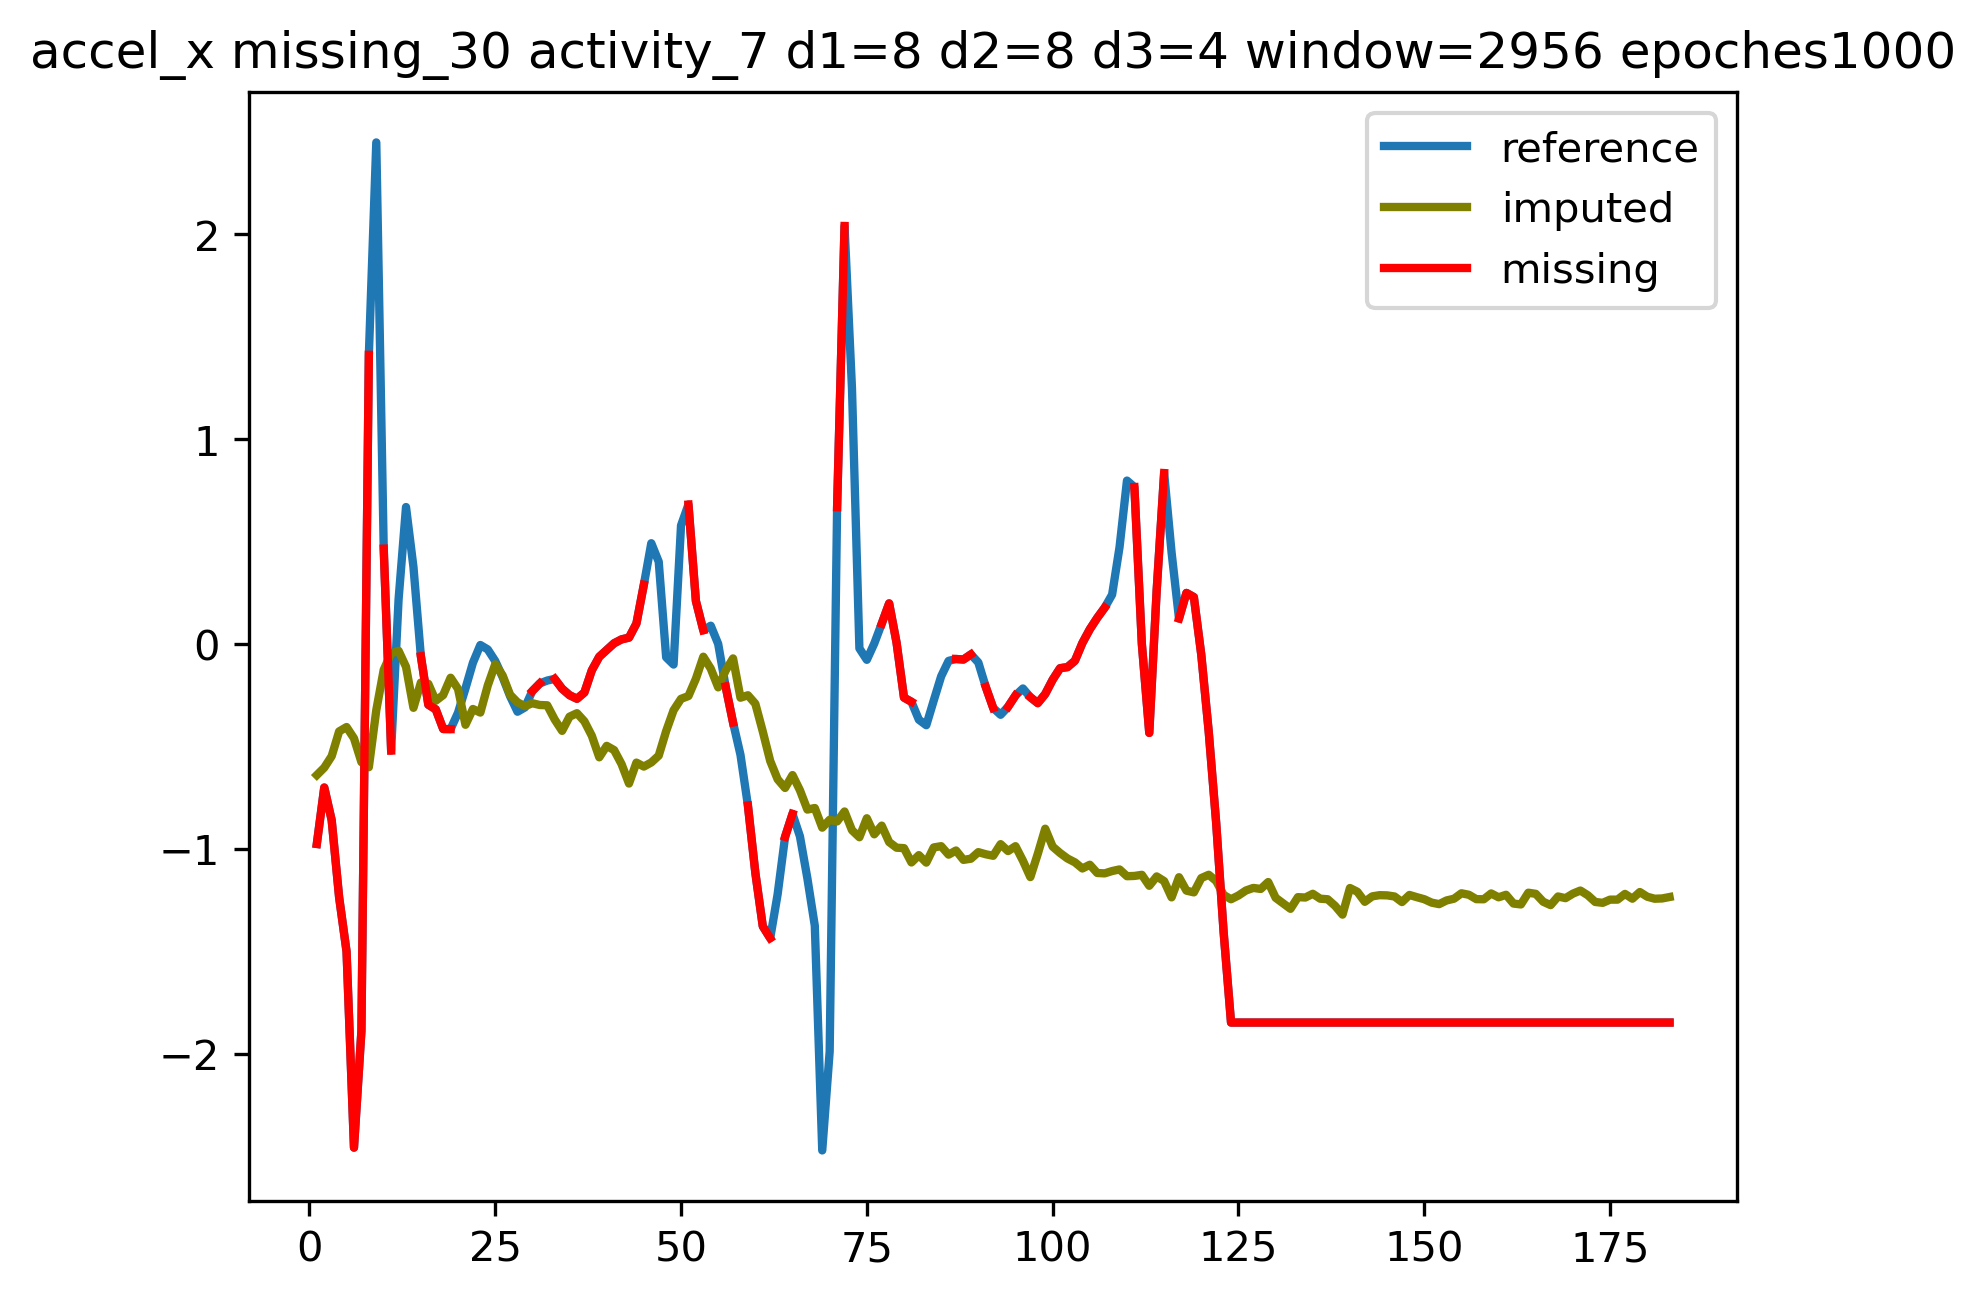 accel_x missing_30 activity_7 d1=8 d2=8 d3=4 window=2956 epoches1000
reference
imputed
missing
2
1
0
−1
−2
0 25 50 75 100 125 150 175